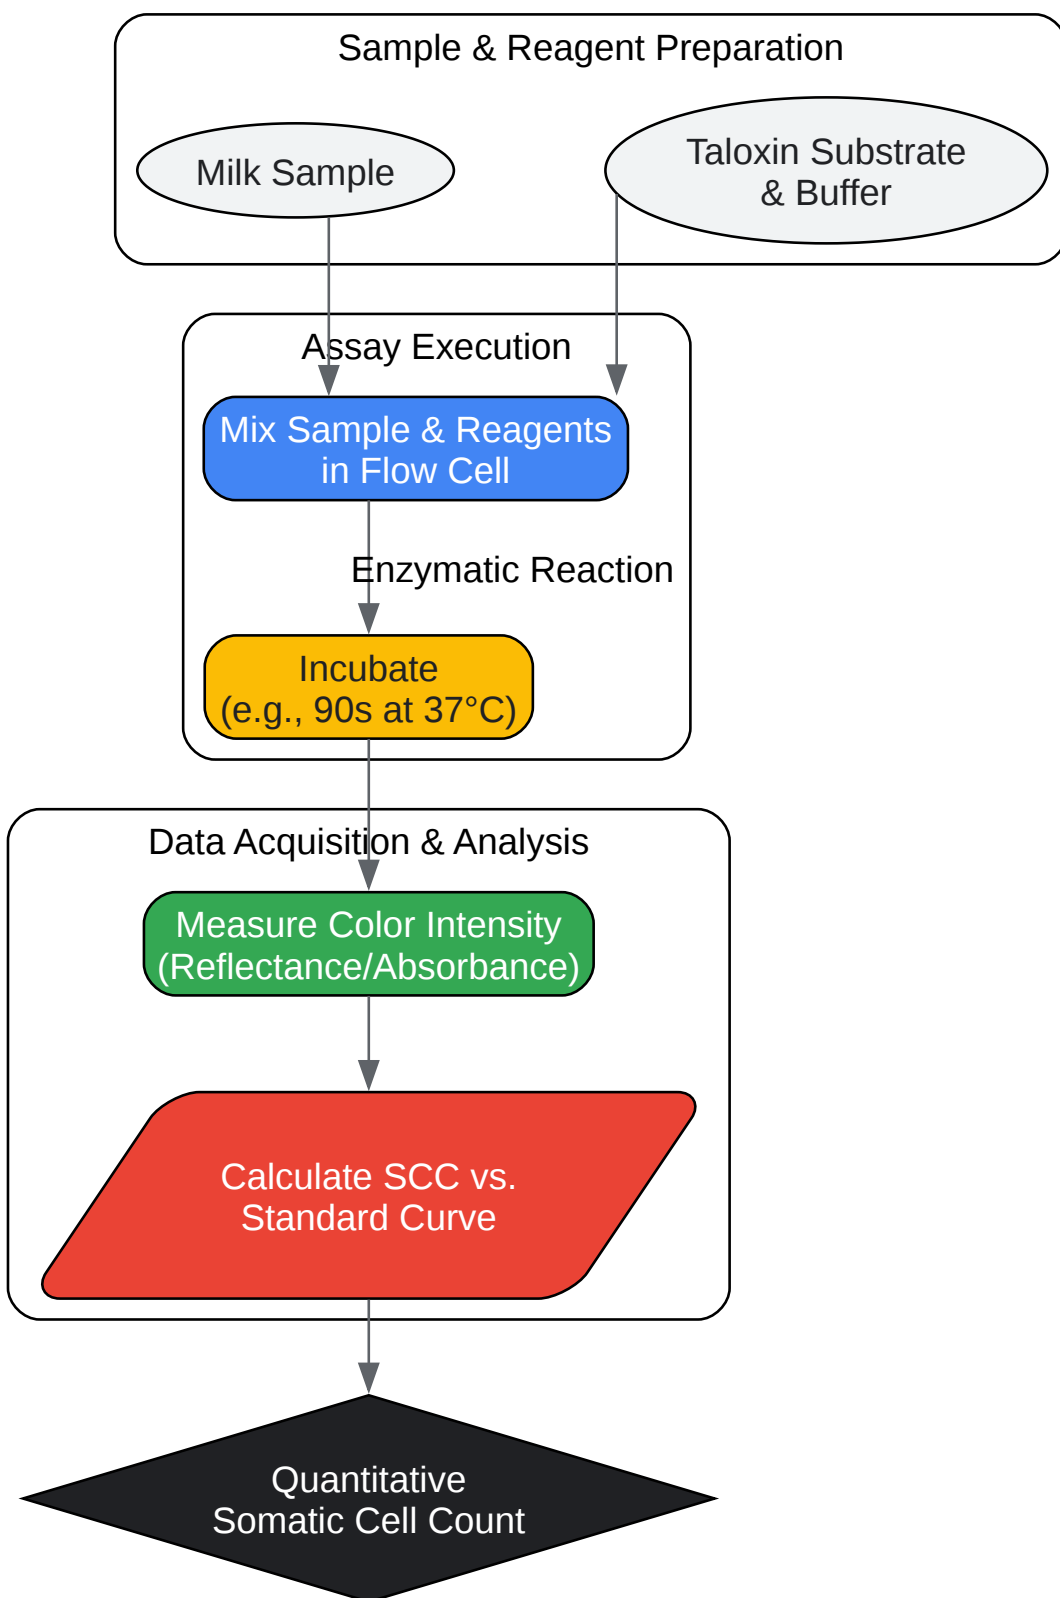 Sample & Reagent Preparation
Milk Sample
Taloxin Substrate
& Buffer
Assay Execution
Mix Sample & Reagents
in Flow Cell
Enzymatic Reaction
Incubate
(e.g., 90s at 37°C)
Data Acquisition & Analysis
Measure Color Intensity
(Reflectance/Absorbance)
Calculate SCC vs.
Standard Curve
Quantitative
Somatic Cell Count